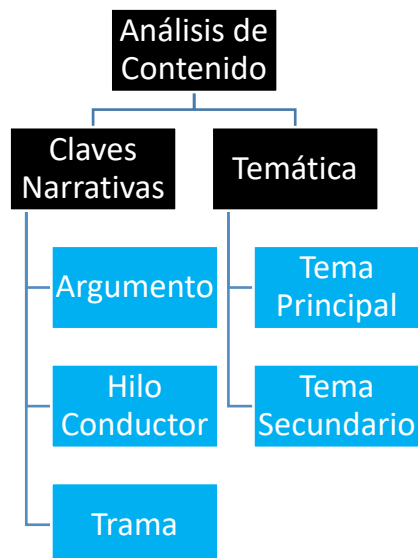 Análisis de
Contenido
Claves
Narrativas
Temática
Argumento
Tema
Principal
Hilo
Conductor
Tema
Secundario
Trama